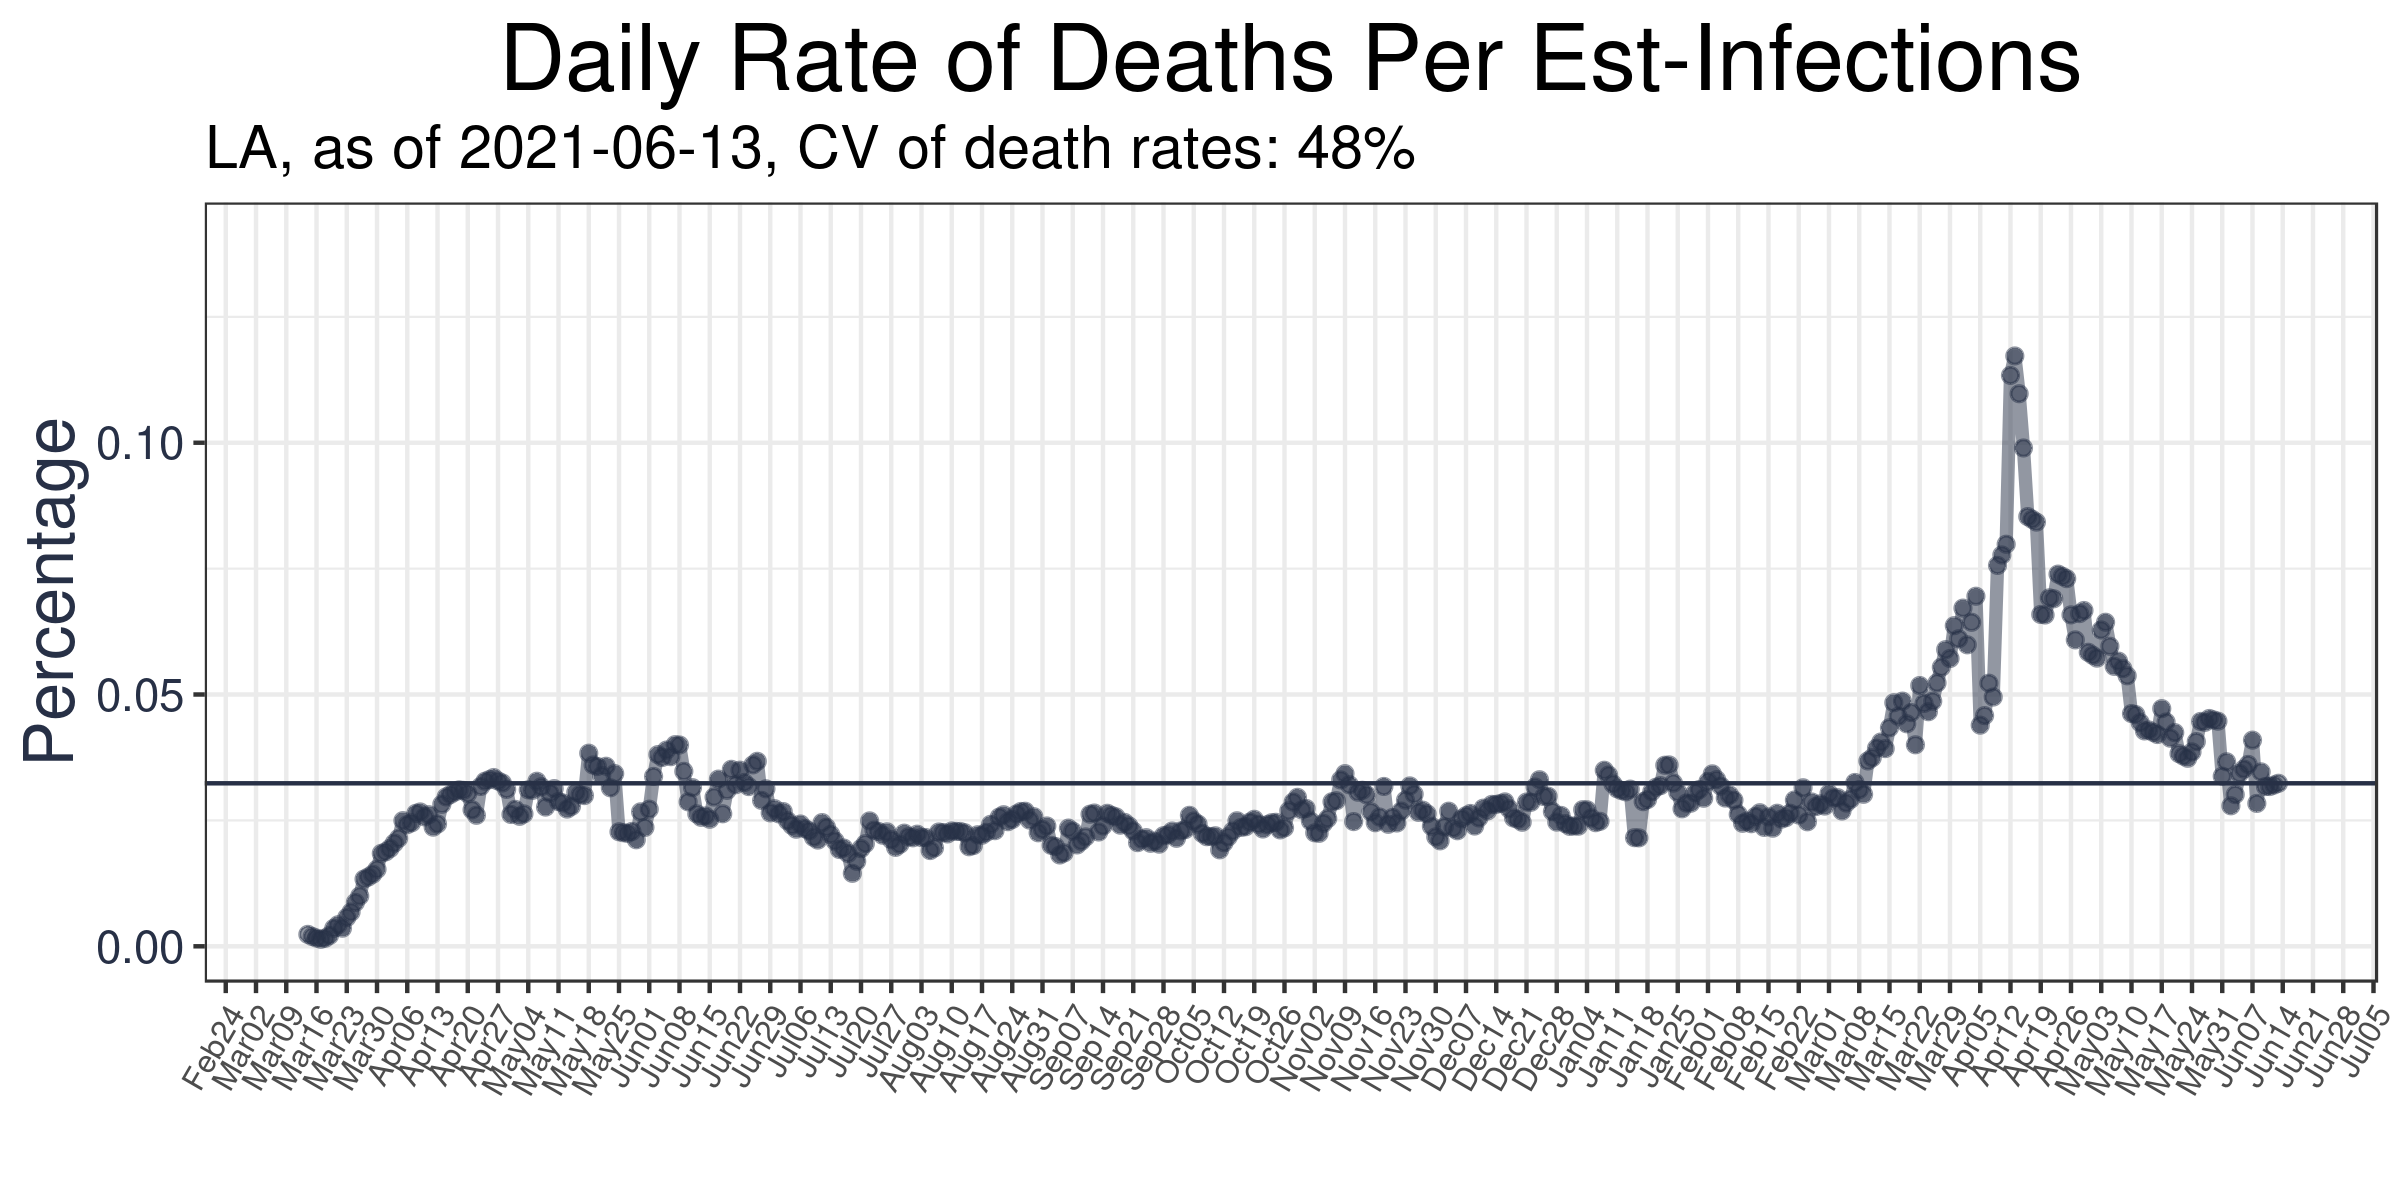 Daily Rate of Deaths Per Est-Infections
LA, as of 2021-06-13, CV of death rates: 48%
Percentage
0.10
0.05
0.00
Feb24
Mar02
Mar09
Mar16
Mar23
Mar30
Apr06
Apr13
Apr20
Apr27
May04
May11
May18
May25
Jun01
Jun08
Jun15
Jun22
Jun29
Jul06
Jul13
Jul20
Jul27
Aug03
Aug10
Aug17
Aug24
Aug31
Sep07
Sep14
Sep21
Sep28
Oct05
Oct12
Oct19
Oct26
Nov02
Nov09
Nov16
Nov23
Nov30
Dec07
Dec14
Dec21
Dec28
Jan04
Jan11
Jan18
Jan25
Feb01
Feb08
Feb15
Feb22
Mar01
Mar08
Mar15
Mar22
Mar29
Apr05
Apr12
Apr19
Apr26
May03
May10
May17
May24
May31
Jun07
Jun14
Jun21
Jun28
Jul05